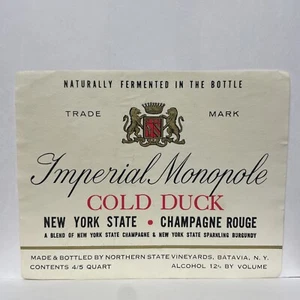 NATURALLY FERMENTED IN THE BOTTLE
TRADE MARK
Imperial Monopole
COLD DUCK
NEW YORK STATE • CHAMPAGNE ROUGE
A BLEND OF NEW YORK STATE CHAMPAGNE & NEW YORK STATE SPARKLING BURGUNDY
MADE & BOTTLED BY NORTHERN STATE VINEYARDS, BATAVIA, N. Y.
CONTENTS 4/5 QUART ALCOHOL 12% BY VOLUME